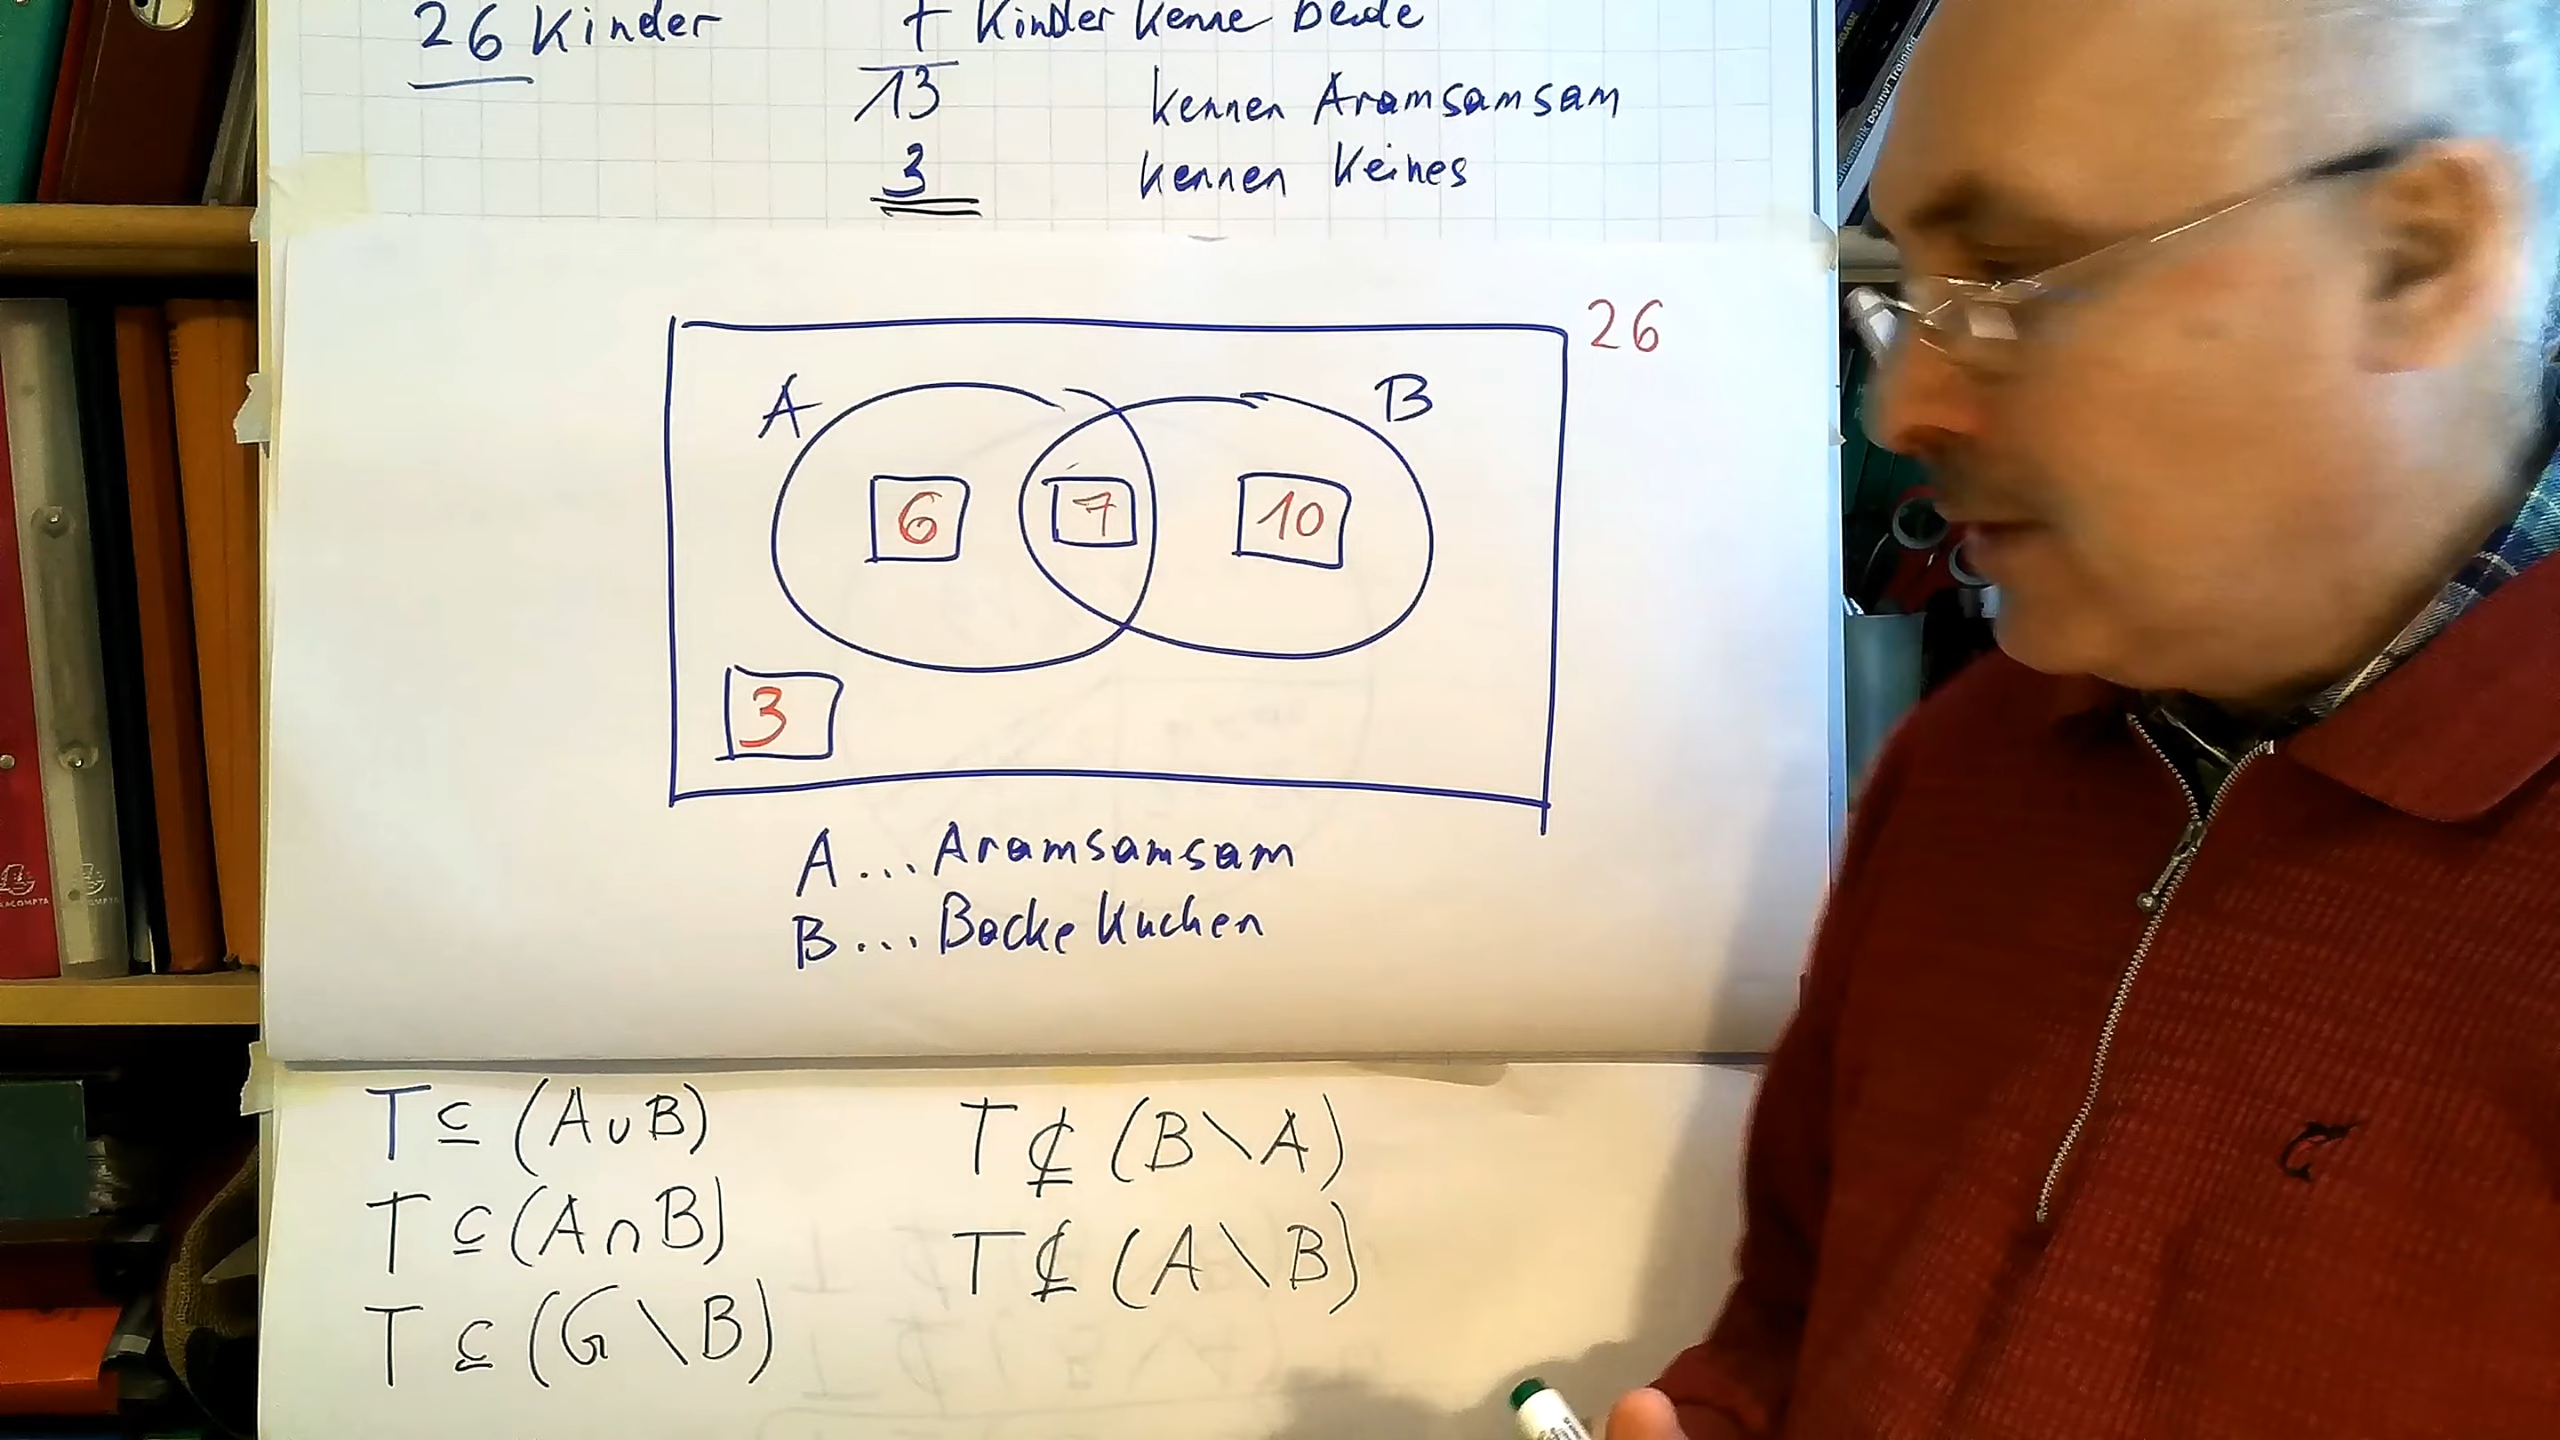 26 Kinder
7 Kinder kenne beide
13 kennen Aramsamsam
3 kennen Keines
26
A
B
6
7
10
3
A ... Aramsamsam
B ... Backe Kuchen
T ⊆ (A ∪ B)
T ⊆ (A ∩ B)
T ⊆ (G \ B)
T ⊈ (B \ A)
T ⊈ (A \ B)